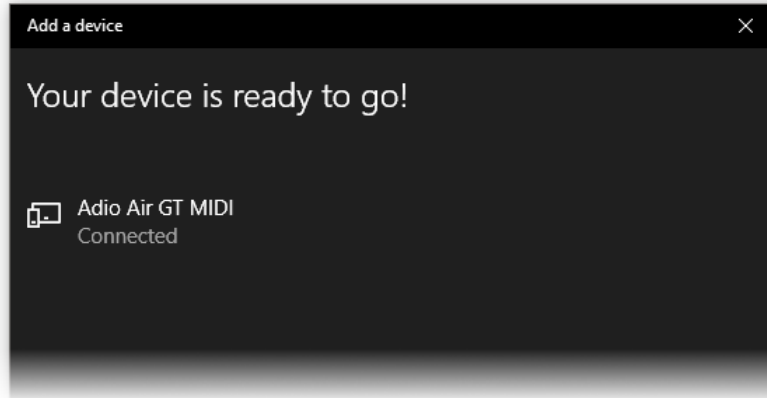 Add a device
Your device is ready to go!
Adio Air GT MIDI
Connected